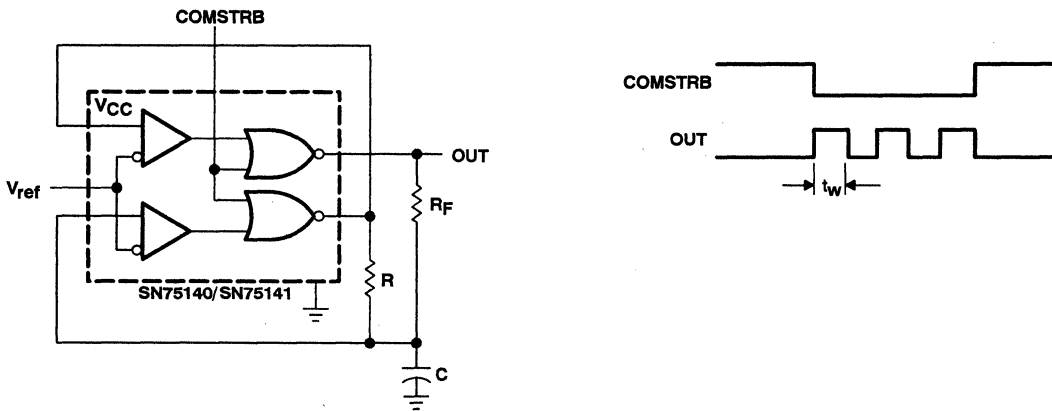 COMSTRB
VCC
OUT
Vref
RF
R
SN75140/SN75141
C
COMSTRB
OUT
tw